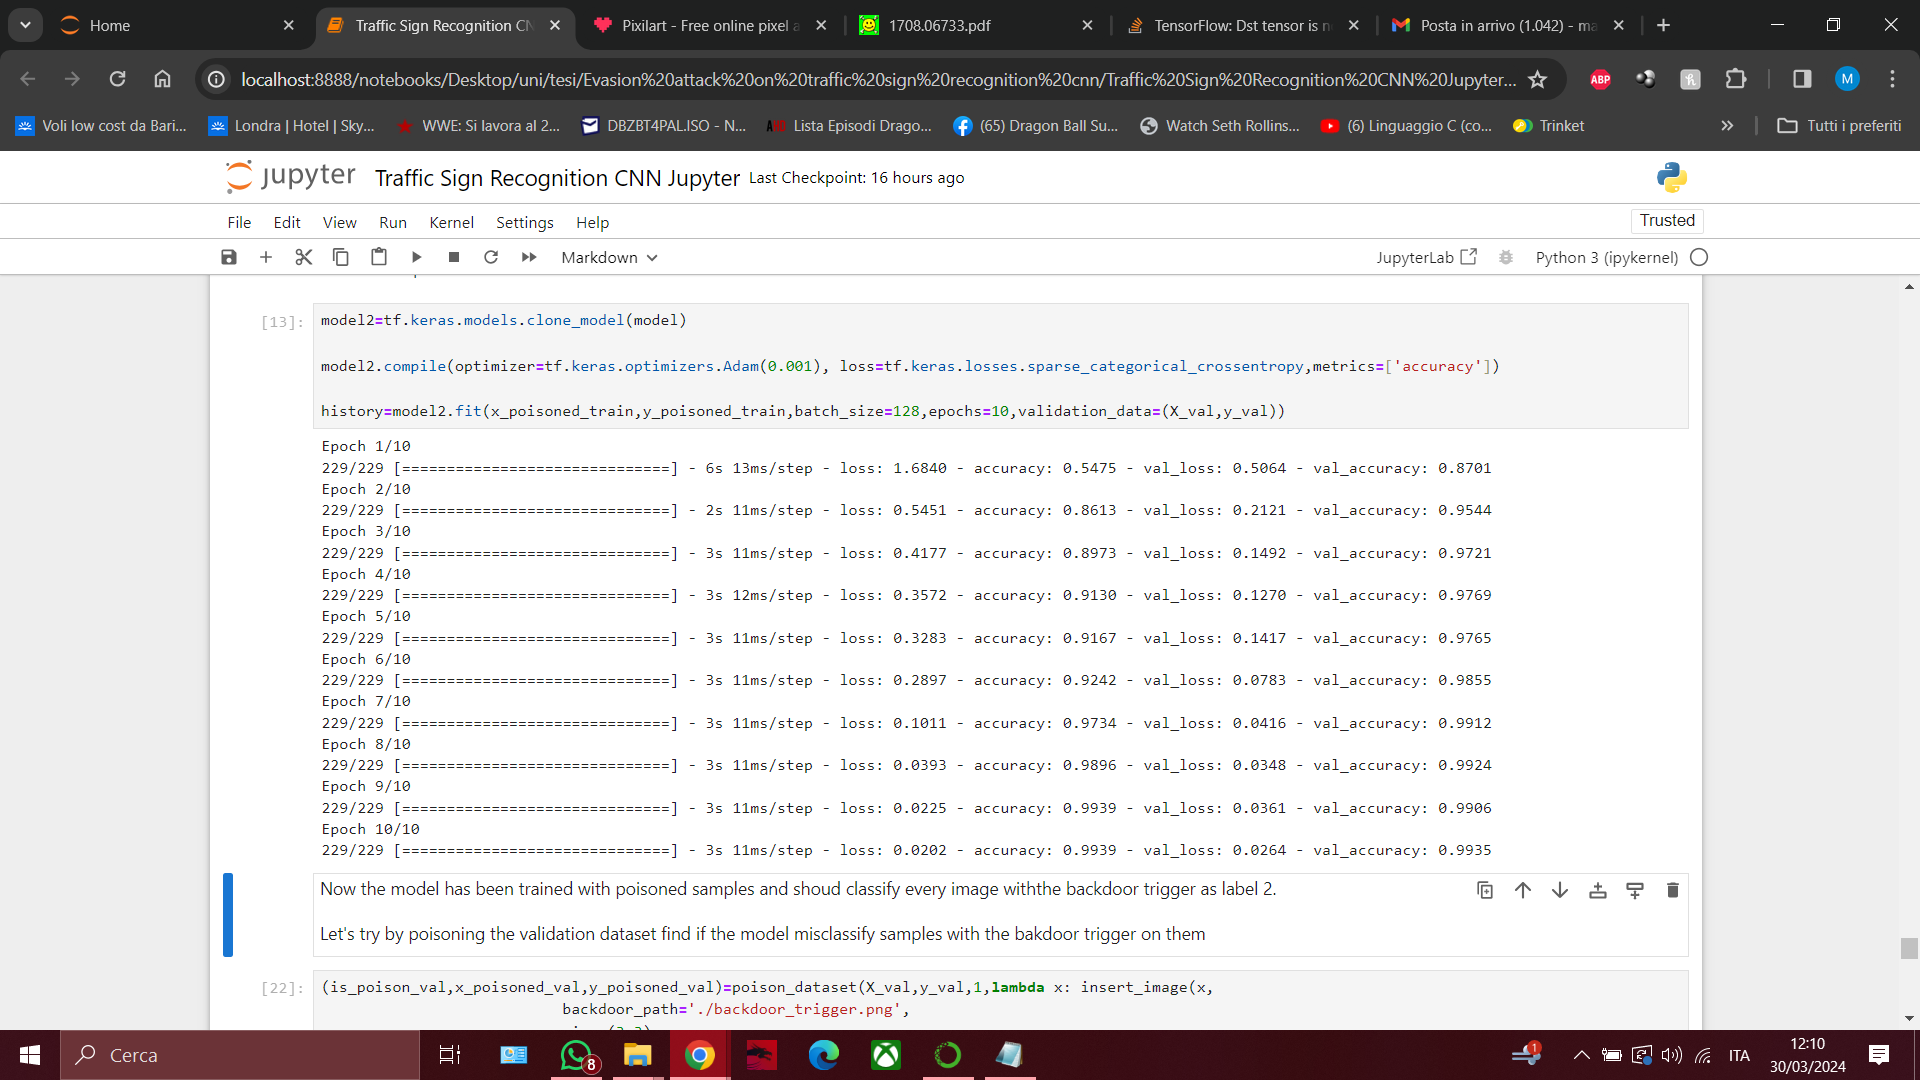 Home
Traffic Sign Recognition CN
Pixilart - Free online pixel a
1708.06733.pdf
TensorFlow: Dst tensor is n
Posta in arrivo (1.042) - ma
localhost:8888/notebooks/Desktop/uni/tesi/Evasion%20attack%20on%20traffic%20sign%20recognition%20cnn/Traffic%20Sign%20Recognition%20CNN%20Jupyter...
ABP
M
Voli low cost da Bari...
Londra | Hotel | Sky...
WWE: Si lavora al 2...
DBZBT4PAL.ISO - N...
Lista Episodi Drago...
(65) Dragon Ball Su...
Watch Seth Rollins...
(6) Linguaggio C (co...
Trinket
Tutti i preferiti
jupyter
Traffic Sign Recognition CNN Jupyter Last Checkpoint: 16 hours ago
File Edit View Run Kernel Settings Help
Trusted
Markdown
JupyterLab
Python 3 (ipykernel)
[13]:
model2=tf.keras.models.clone_model(model)
model2.compile(optimizer=tf.keras.optimizers.Adam(0.001), loss=tf.keras.losses.sparse_categorical_crossentropy,metrics=['accuracy'])
history=model2.fit(x_poisoned_train,y_poisoned_train,batch_size=128,epochs=10,validation_data=(X_val,y_val))
Epoch 1/10
229/229 [==============================] - 6s 13ms/step - loss: 1.6840 - accuracy: 0.5475 - val_loss: 0.5064 - val_accuracy: 0.8701
Epoch 2/10
229/229 [==============================] - 2s 11ms/step - loss: 0.5451 - accuracy: 0.8613 - val_loss: 0.2121 - val_accuracy: 0.9544
Epoch 3/10
229/229 [==============================] - 3s 11ms/step - loss: 0.4177 - accuracy: 0.8973 - val_loss: 0.1492 - val_accuracy: 0.9721
Epoch 4/10
229/229 [==============================] - 3s 12ms/step - loss: 0.3572 - accuracy: 0.9130 - val_loss: 0.1270 - val_accuracy: 0.9769
Epoch 5/10
229/229 [==============================] - 3s 11ms/step - loss: 0.3283 - accuracy: 0.9167 - val_loss: 0.1417 - val_accuracy: 0.9765
Epoch 6/10
229/229 [==============================] - 3s 11ms/step - loss: 0.2897 - accuracy: 0.9242 - val_loss: 0.0783 - val_accuracy: 0.9855
Epoch 7/10
229/229 [==============================] - 3s 11ms/step - loss: 0.1011 - accuracy: 0.9734 - val_loss: 0.0416 - val_accuracy: 0.9912
Epoch 8/10
229/229 [==============================] - 3s 11ms/step - loss: 0.0393 - accuracy: 0.9896 - val_loss: 0.0348 - val_accuracy: 0.9924
Epoch 9/10
229/229 [==============================] - 3s 11ms/step - loss: 0.0225 - accuracy: 0.9939 - val_loss: 0.0361 - val_accuracy: 0.9906
Epoch 10/10
229/229 [==============================] - 3s 11ms/step - loss: 0.0202 - accuracy: 0.9939 - val_loss: 0.0264 - val_accuracy: 0.9935
Now the model has been trained with poisoned samples and shoud classify every image withthe backdoor trigger as label 2.
Let's try by poisoning the validation dataset find if the model misclassify samples with the bakdoor trigger on them
[22]:
(is_poison_val,x_poisoned_val,y_poisoned_val)=poison_dataset(X_val,y_val,1,lambda x: insert_image(x,
backdoor_path='./backdoor_trigger.png',
Cerca
8
1
ITA
12:10
30/03/2024